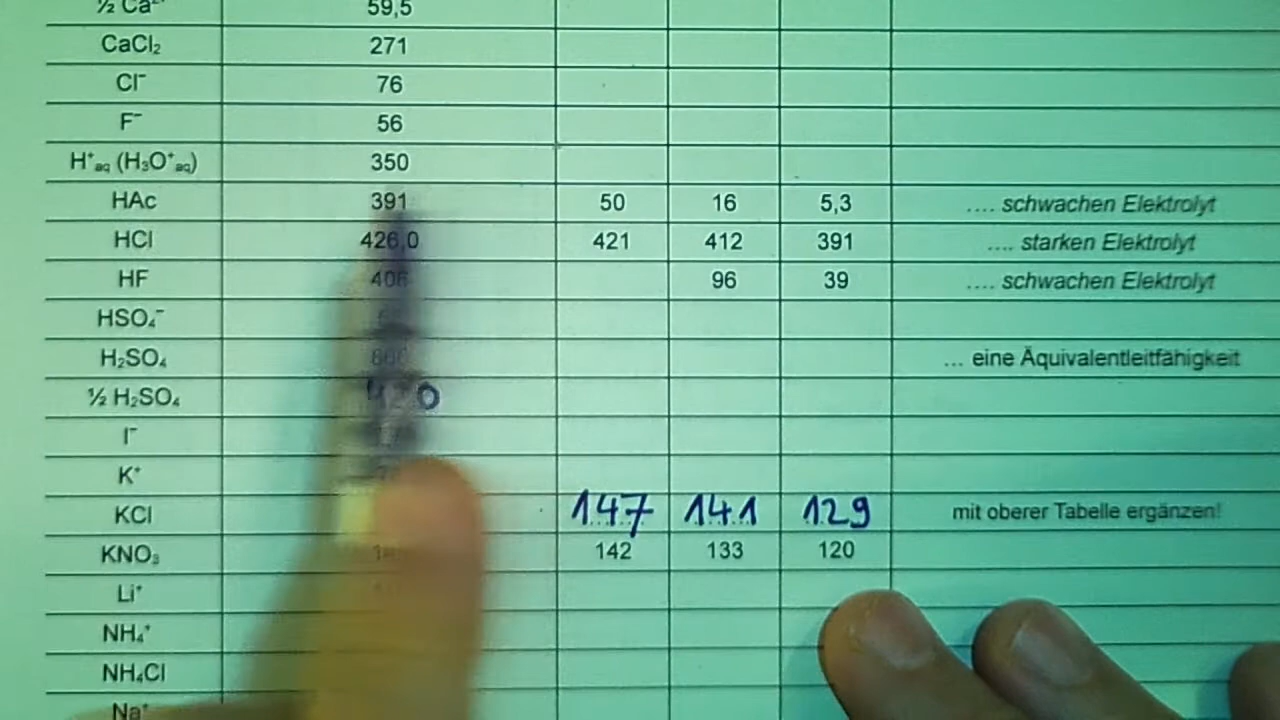 ½ Ca²⁺ 59,5
CaCl₂ 271
Cl⁻ 76
F⁻ 56
H⁺aq (H₃O⁺aq) 350
HAc 391 50 16 5,3 .... schwachen Elektrolyt
HCl 426,0 421 412 391 .... starken Elektrolyt
HF 406 96 39 .... schwachen Elektrolyt
HSO₄⁻
H₂SO₄ 860 ... eine Äquivalentleitfähigkeit
½ H₂SO₄
I⁻
K⁺
KCl 147 141 129 mit oberer Tabelle ergänzen!
KNO₃ 142 133 120
Li⁺
NH₄⁺
NH₄Cl
Na⁺